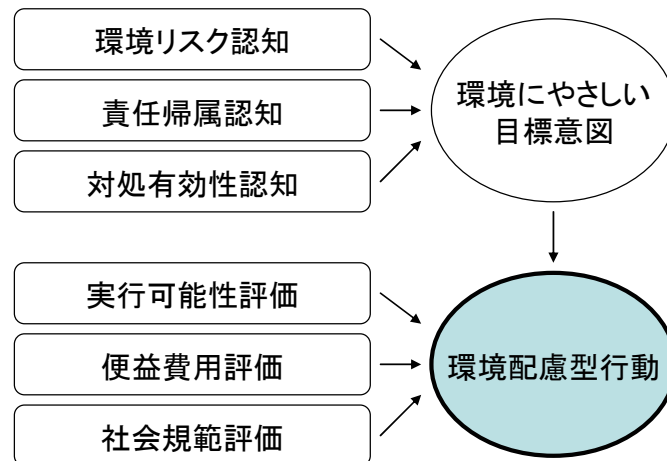 環境リスク認知
責任帰属認知
対処有効性認知
環境にやさしい
目標意図
実行可能性評価
便益費用評価
社会規範評価
環境配慮型行動